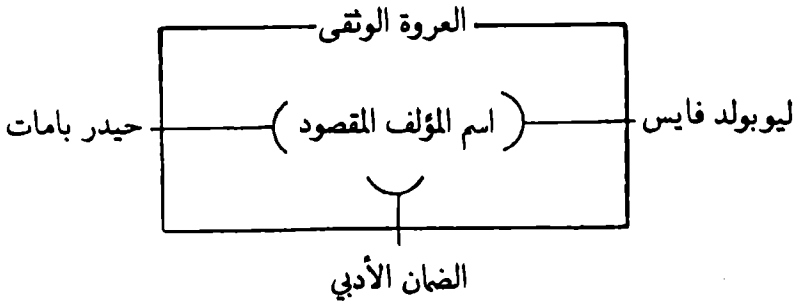 العروة الوثقى
ليوبولد فايس
اسم المؤلف المقصود
حيدر بامات
الضمان الأدبي